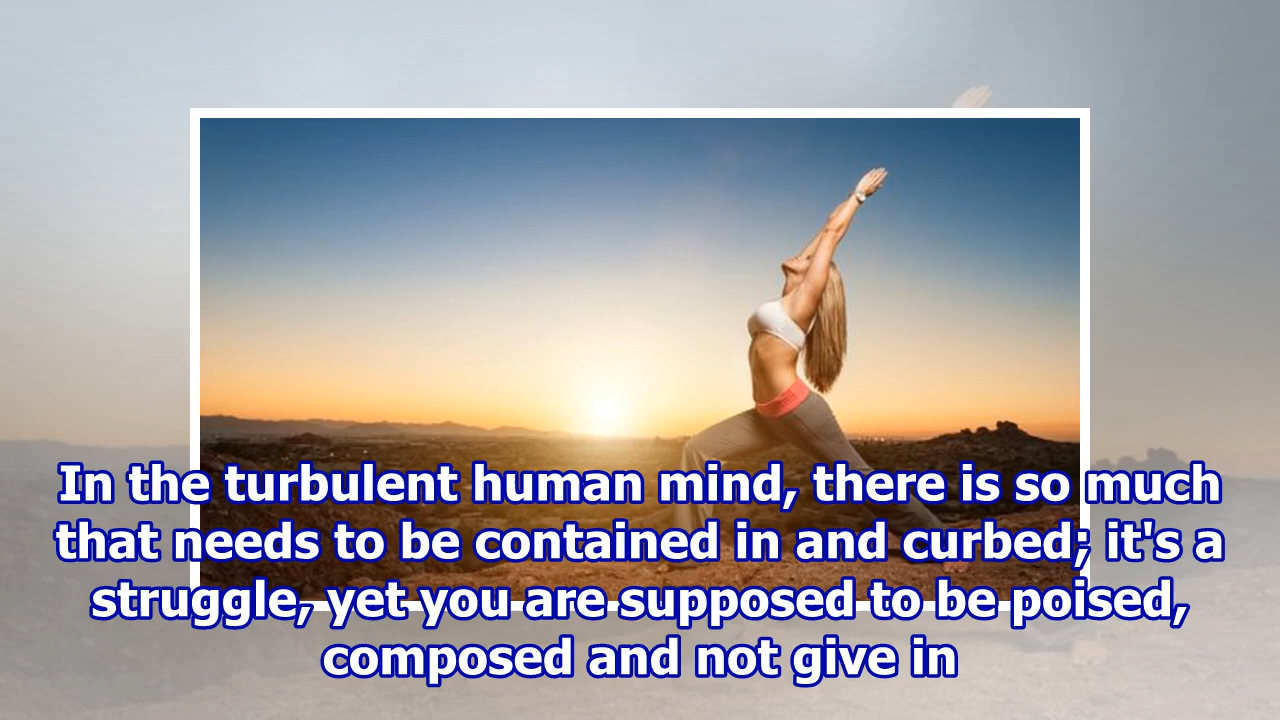 In the turbulent human mind, there is so much
that needs to be contained in and curbed; it's a
struggle, yet you are supposed to be poised,
composed and not give in